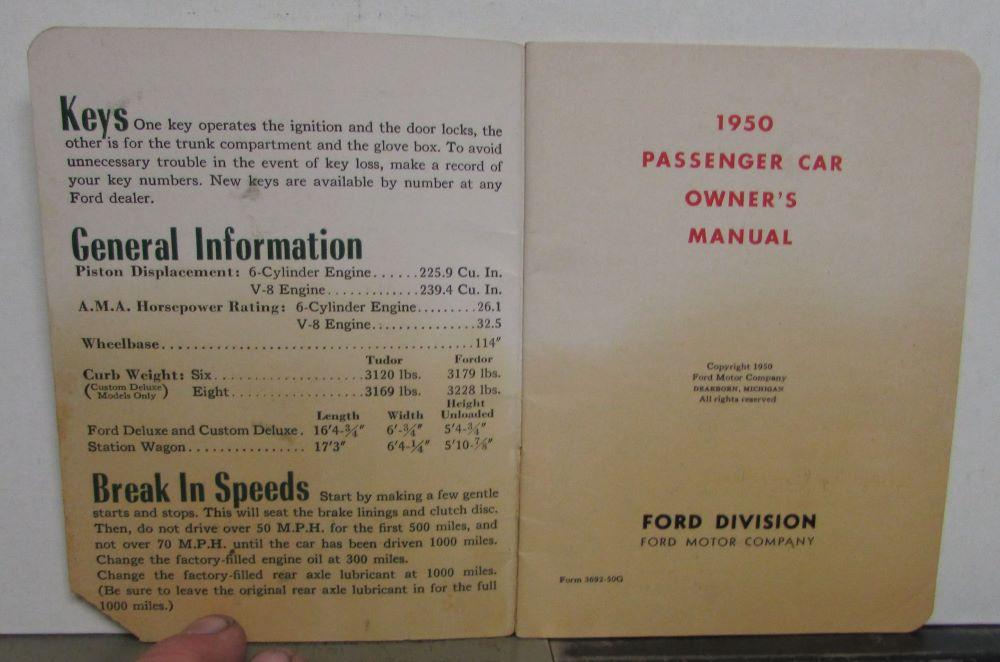 Keys One key operates the ignition and the door locks, the
other is for the trunk compartment and the glove box. To avoid
unnecessary trouble in the event of key loss, make a record of
your key numbers. New keys are available by number at any
Ford dealer.
General Information
Piston Displacement: 6-Cylinder Engine......225.9 Cu. In.
V-8 Engine............239.4 Cu. In.
A.M.A. Horsepower Rating: 6-Cylinder Engine.........26.1
V-8 Engine...............32.5
Wheelbase...............................................114"
Tudor Fordor
Curb Weight: Six....................3120 lbs. 3179 lbs.
(Custom Deluxe Models Only) Eight..................3169 lbs. 3228 lbs.
Length Width Height Unloaded
Ford Deluxe and Custom Deluxe. 16'4-3/4" 6'-3/4" 5'4-3/4"
Station Wagon................ 17'3" 6'4-1/4" 5'10-7/8"
Break In Speeds Start by making a few gentle
starts and stops. This will seat the brake linings and clutch disc.
Then, do not drive over 50 M.P.H. for the first 500 miles, and
not over 70 M.P.H. until the car has been driven 1000 miles.
Change the factory-filled engine oil at 300 miles.
Change the factory-filled rear axle lubricant at 1000 miles.
(Be sure to leave the original rear axle lubricant in for the full
1000 miles.)
1950
PASSENGER CAR
OWNER'S
MANUAL
Copyright 1950
Ford Motor Company
DEARBORN, MICHIGAN
All rights reserved
FORD DIVISION
FORD MOTOR COMPANY
Form 3692-50G